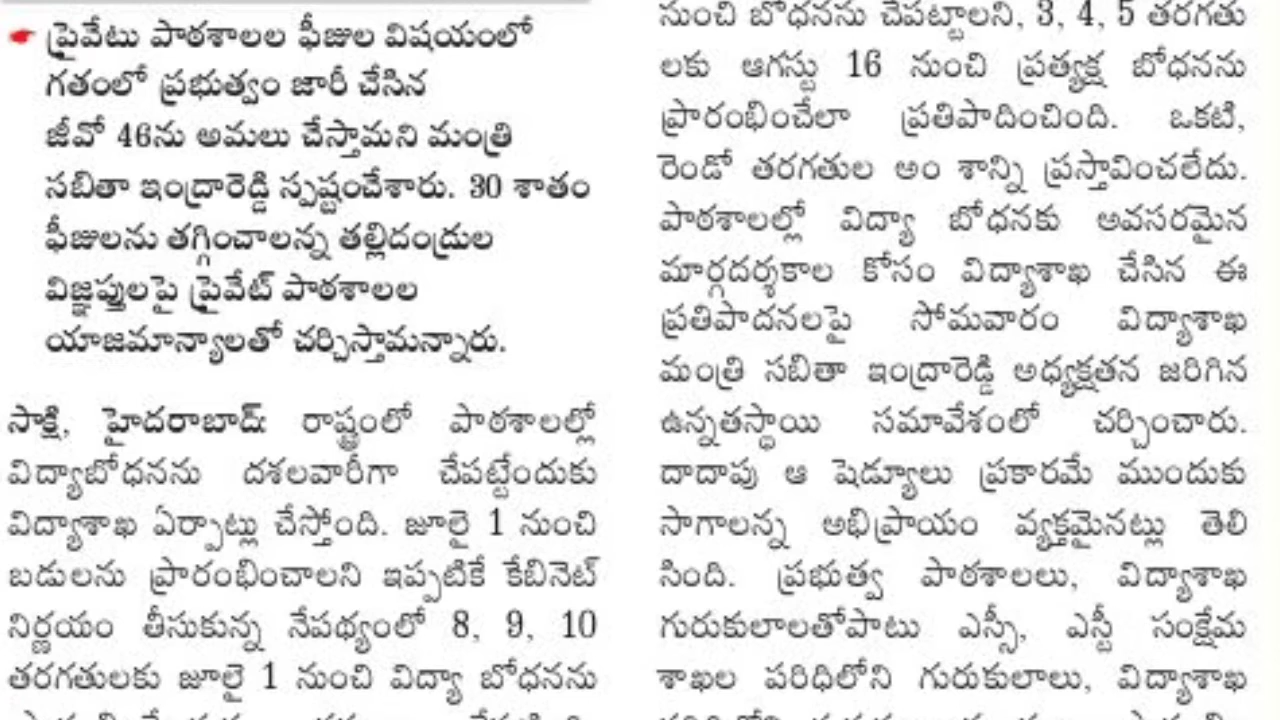 ప్రైవేటు పాఠశాలల ఫీజుల విషయంలో
గతంలో ప్రభుత్వం జారీ చేసిన
జీవో 46ను అమలు చేస్తామని మంత్రి
సబితా ఇంద్రారెడ్డి స్పష్టంచేశారు. 30 శాతం
ఫీజులను తగ్గించాలన్న తల్లిదండ్రుల
విజ్ఞప్తులపై ప్రైవేట్ పాఠశాలల
యాజమాన్యాలతో చర్చిస్తామన్నారు.
సాక్షి, హైదరాబాద్: రాష్ట్రంలో పాఠశాలల్లో
విద్యాబోధనను దశలవారీగా చేపట్టేందుకు
విద్యాశాఖ ఏర్పాట్లు చేస్తోంది. జూలై 1 నుంచి
బడులను ప్రారంభించాలని ఇప్పటికే కేబినెట్
నిర్ణయం తీసుకున్న నేపథ్యంలో 8, 9, 10
తరగతులకు జూలై 1 నుంచి విద్యా బోధనను
నుంచి బోధనను చేపట్టాలని, 3, 4, 5 తరగతు
లకు ఆగస్టు 16 నుంచి ప్రత్యక్ష బోధనను
ప్రారంభించేలా ప్రతిపాదించింది. ఒకటి,
రెండో తరగతుల అం శాన్ని ప్రస్తావించలేదు.
పాఠశాలల్లో విద్యా బోధనకు అవసరమైన
మార్గదర్శకాల కోసం విద్యాశాఖ చేసిన ఈ
ప్రతిపాదనలపై సోమవారం విద్యాశాఖ
మంత్రి సబితా ఇంద్రారెడ్డి అధ్యక్షతన జరిగిన
ఉన్నతస్థాయి సమావేశంలో చర్చించారు.
దాదాపు ఆ షెడ్యూలు ప్రకారమే ముందుకు
సాగాలన్న అభిప్రాయం వ్యక్తమైనట్లు తెలి
సింది. ప్రభుత్వ పాఠశాలలు, విద్యాశాఖ
గురుకులాలతోపాటు ఎస్సీ, ఎస్టీ సంక్షేమ
శాఖల పరిధిలోని గురుకులాలు, విద్యాశాఖ